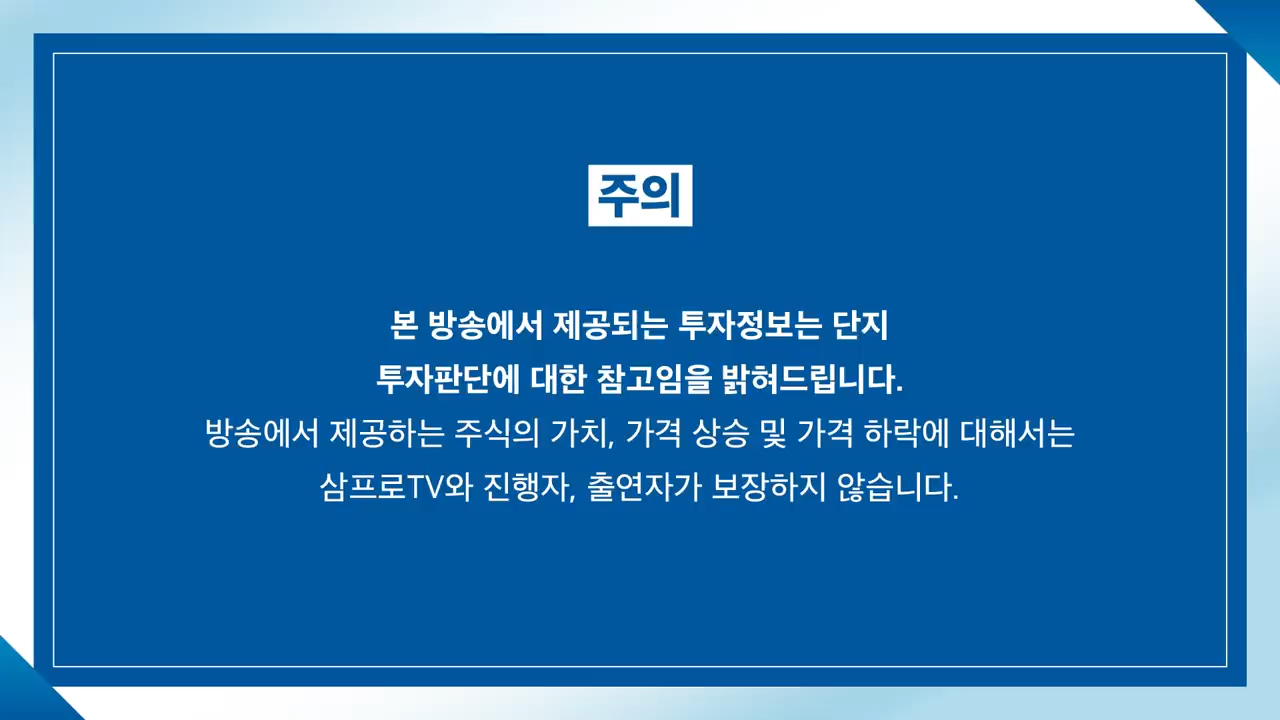 주의
본 방송에서 제공되는 투자정보는 단지
투자판단에 대한 참고임을 밝혀드립니다.
방송에서 제공하는 주식의 가치, 가격 상승 및 가격 하락에 대해서는
삼프로TV와 진행자, 출연자가 보장하지 않습니다.